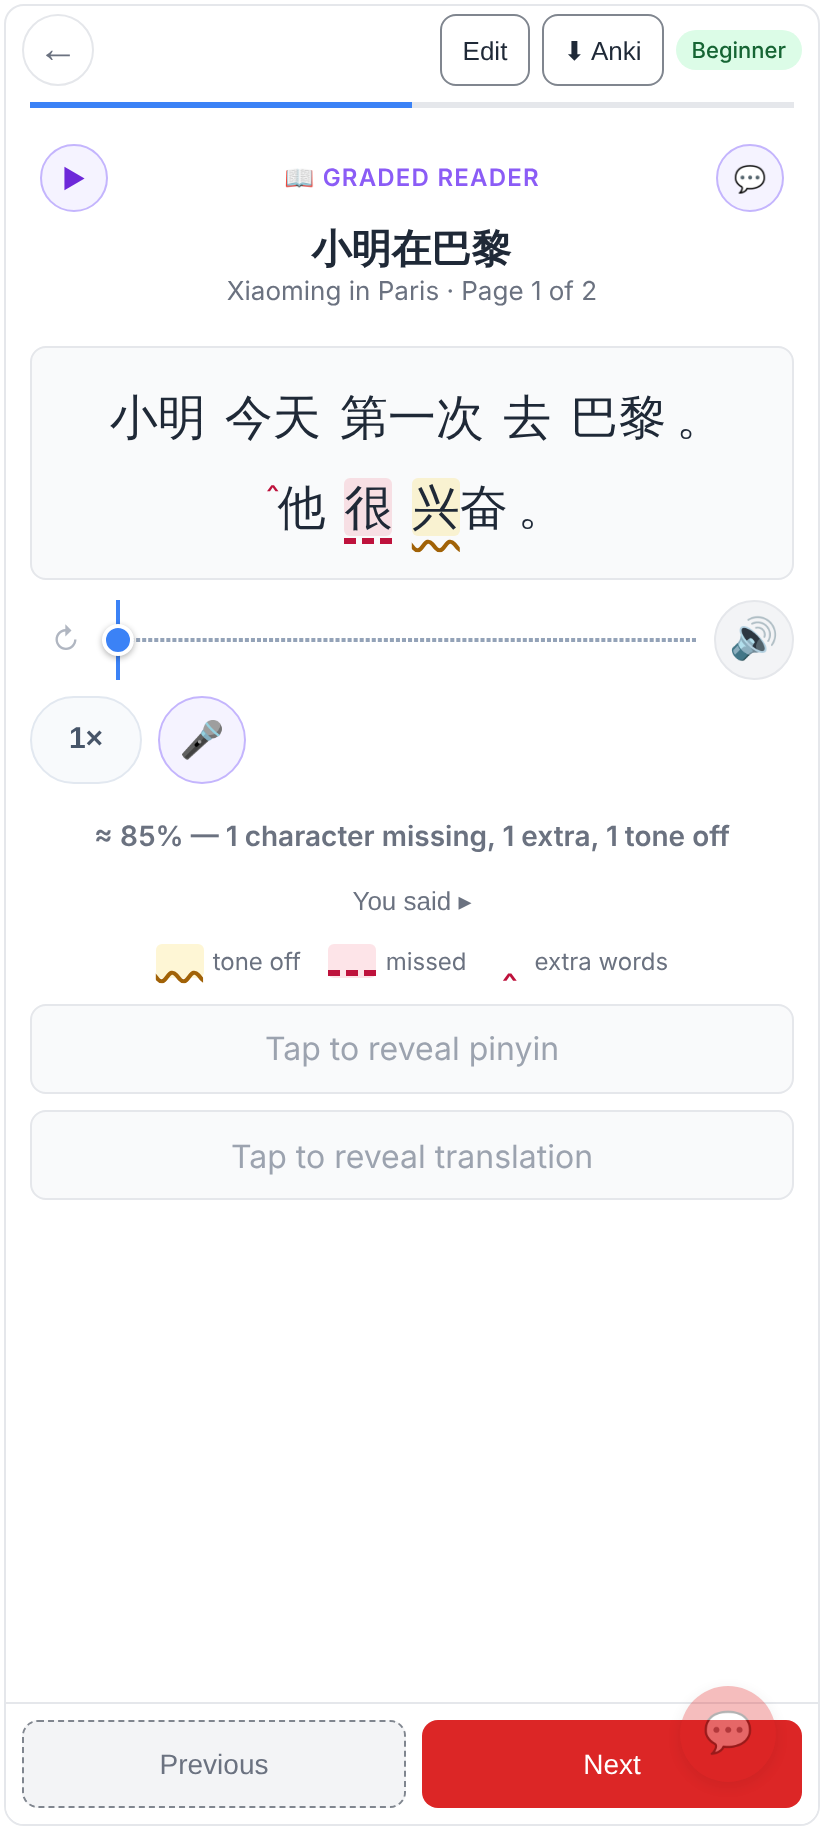 ←
Edit
⬇ Anki
Beginner
▶
📖 GRADED READER
💬
小明在巴黎
Xiaoming in Paris · Page 1 of 2
小明 今天 第一次 去 巴黎 。
‸他 很 兴奋 。
1×
≈ 85% — 1 character missing, 1 extra, 1 tone off
You said ▸
tone off
missed
‸ extra words
Tap to reveal pinyin
Tap to reveal translation
Previous
Next